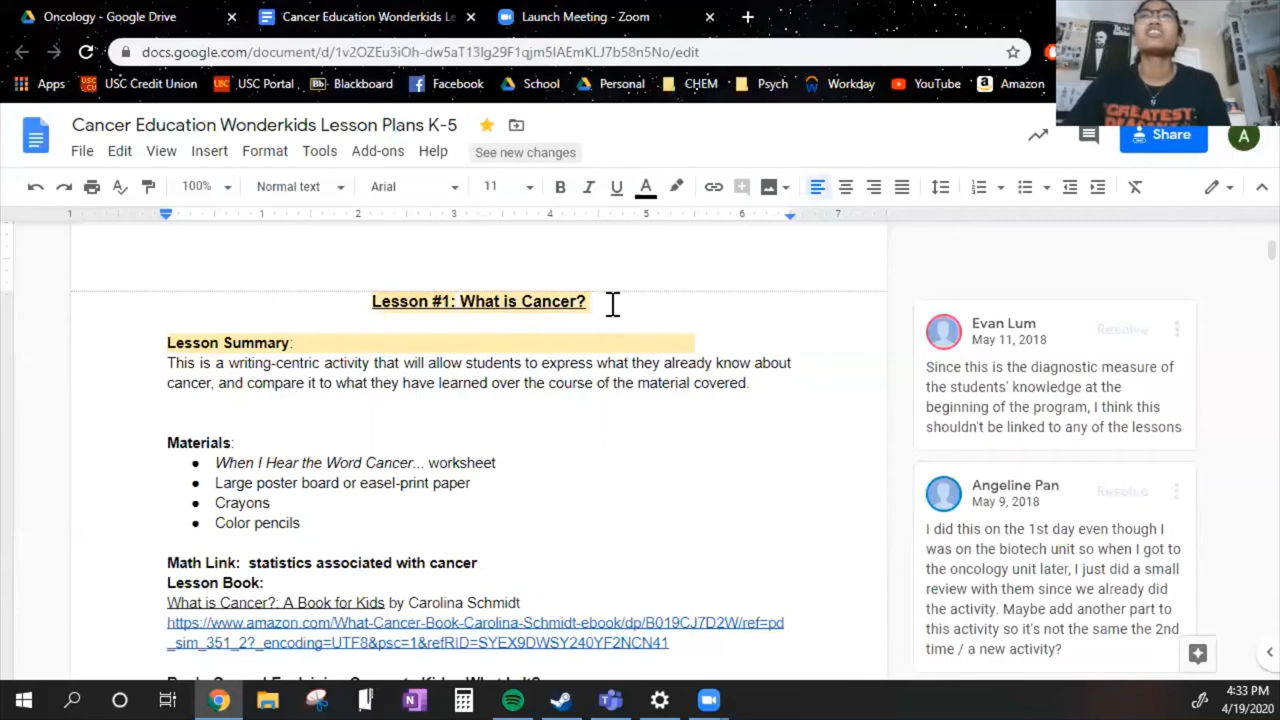 Oncology - Google Drive
Cancer Education Wonderkids Le
Launch Meeting - Zoom
docs.google.com/document/d/1v2OZEu3iOh-dw5aT13lg29F1qjm5IAEmKLJ7b58n5No/edit
Apps USC Credit Union USC Portal Blackboard Facebook School Personal CHEM Psych Workday YouTube Amazon
Cancer Education Wonderkids Lesson Plans K-5
Share
A
File Edit View Insert Format Tools Add-ons Help See new changes
100% Normal text Arial 11 B I U A
1 1 2 3 4 5 6 7
GREATEST
Lesson #1: What is Cancer?
Lesson Summary:
This is a writing-centric activity that will allow students to express what they already know about
cancer, and compare it to what they have learned over the course of the material covered.
Materials:
● When I Hear the Word Cancer... worksheet
● Large poster board or easel-print paper
● Crayons
● Color pencils
Math Link: statistics associated with cancer
Lesson Book:
What is Cancer?: A Book for Kids by Carolina Schmidt
https://www.amazon.com/What-Cancer-Book-Carolina-Schmidt-ebook/dp/B019CJ7D2W/ref=pd
_sim_351_2?_encoding=UTF8&psc=1&refRID=SYEX9DWSY240YF2NCN41
Evan Lum
Resolve
May 11, 2018
Since this is the diagnostic measure of
the students' knowledge at the
beginning of the program, I think this
shouldn't be linked to any of the lessons
Angeline Pan
Resolve
May 9, 2018
I did this on the 1st day even though I
was on the biotech unit so when I got to
the oncology unit later, I just did a small
review with them since we already did
the activity. Maybe add another part to
this activity so it's not the same the 2nd
time / a new activity?
4:33 PM
4/19/2020